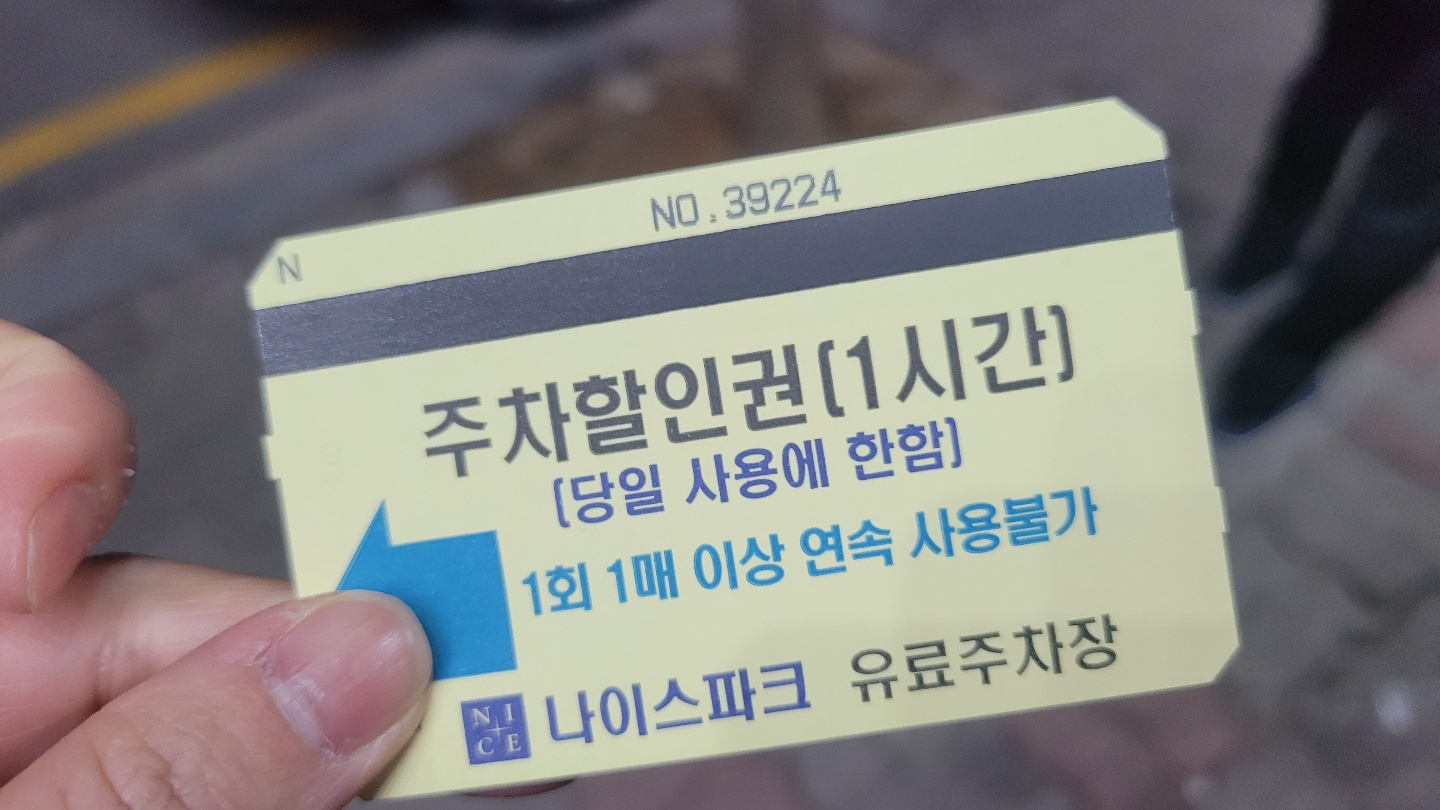 NO.39224
N
주차할인권(1시간)
(당일 사용에 한함)
1회 1매 이상 연속 사용불가
NICE 나이스파크 유료주차장